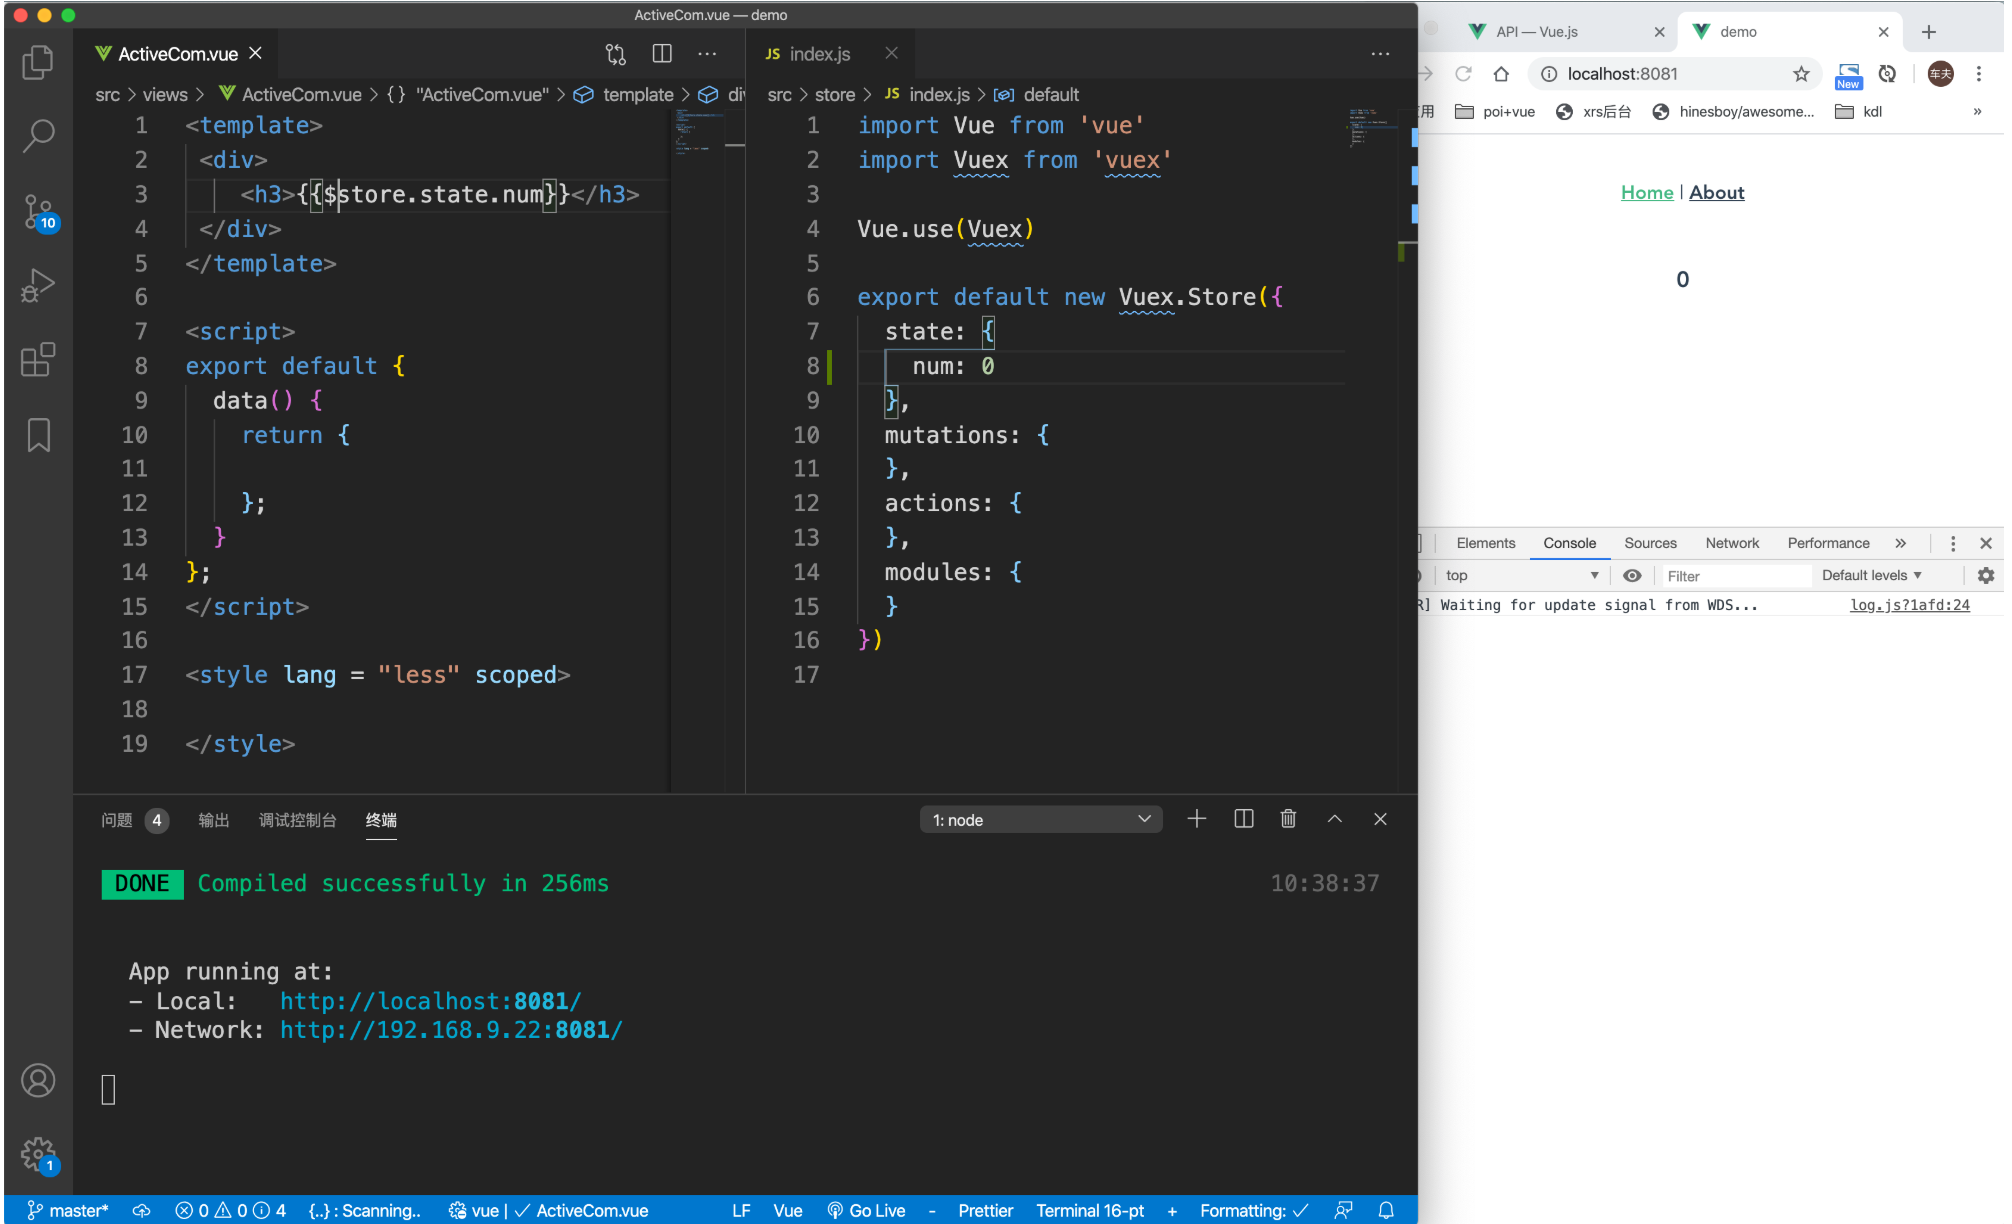 ActiveCom.vue — demo
ActiveCom.vue
src > views > ActiveCom.vue > {} "ActiveCom.vue" > template >
1 <template>
2 <div>
3 <h3>{{$store.state.num}}</h3>
4 </div>
5 </template>
6
7 <script>
8 export default {
9 data() {
10 return {
11
12 };
13 }
14 };
15 </script>
16
17 <style lang = "less" scoped>
18
19 </style>
JS index.js
src > store > JS index.js > default
1 import Vue from 'vue'
2 import Vuex from 'vuex'
3
4 Vue.use(Vuex)
5
6 export default new Vuex.Store({
7 state: {
8 num: 0
9 },
10 mutations: {
11 },
12 actions: {
13 },
14 modules: {
15 }
16 })
17
10
1
问题 4 输出 调试控制台 终端
1: node
DONE Compiled successfully in 256ms 10:38:37
App running at:
- Local: http://localhost:8081/
- Network: http://192.168.9.22:8081/
master* 0 0 4 {..} : Scanning.. vue | ActiveCom.vue LF Vue Go Live - Prettier Terminal 16-pt + Formatting:
API — Vue.js demo
localhost:8081 New 车夫
用 poi+vue xrs后台 hinesboy/awesome... kdl »
Home | About
0
Elements Console Sources Network Performance »
top Filter Default levels
R] Waiting for update signal from WDS... log.js?1afd:24